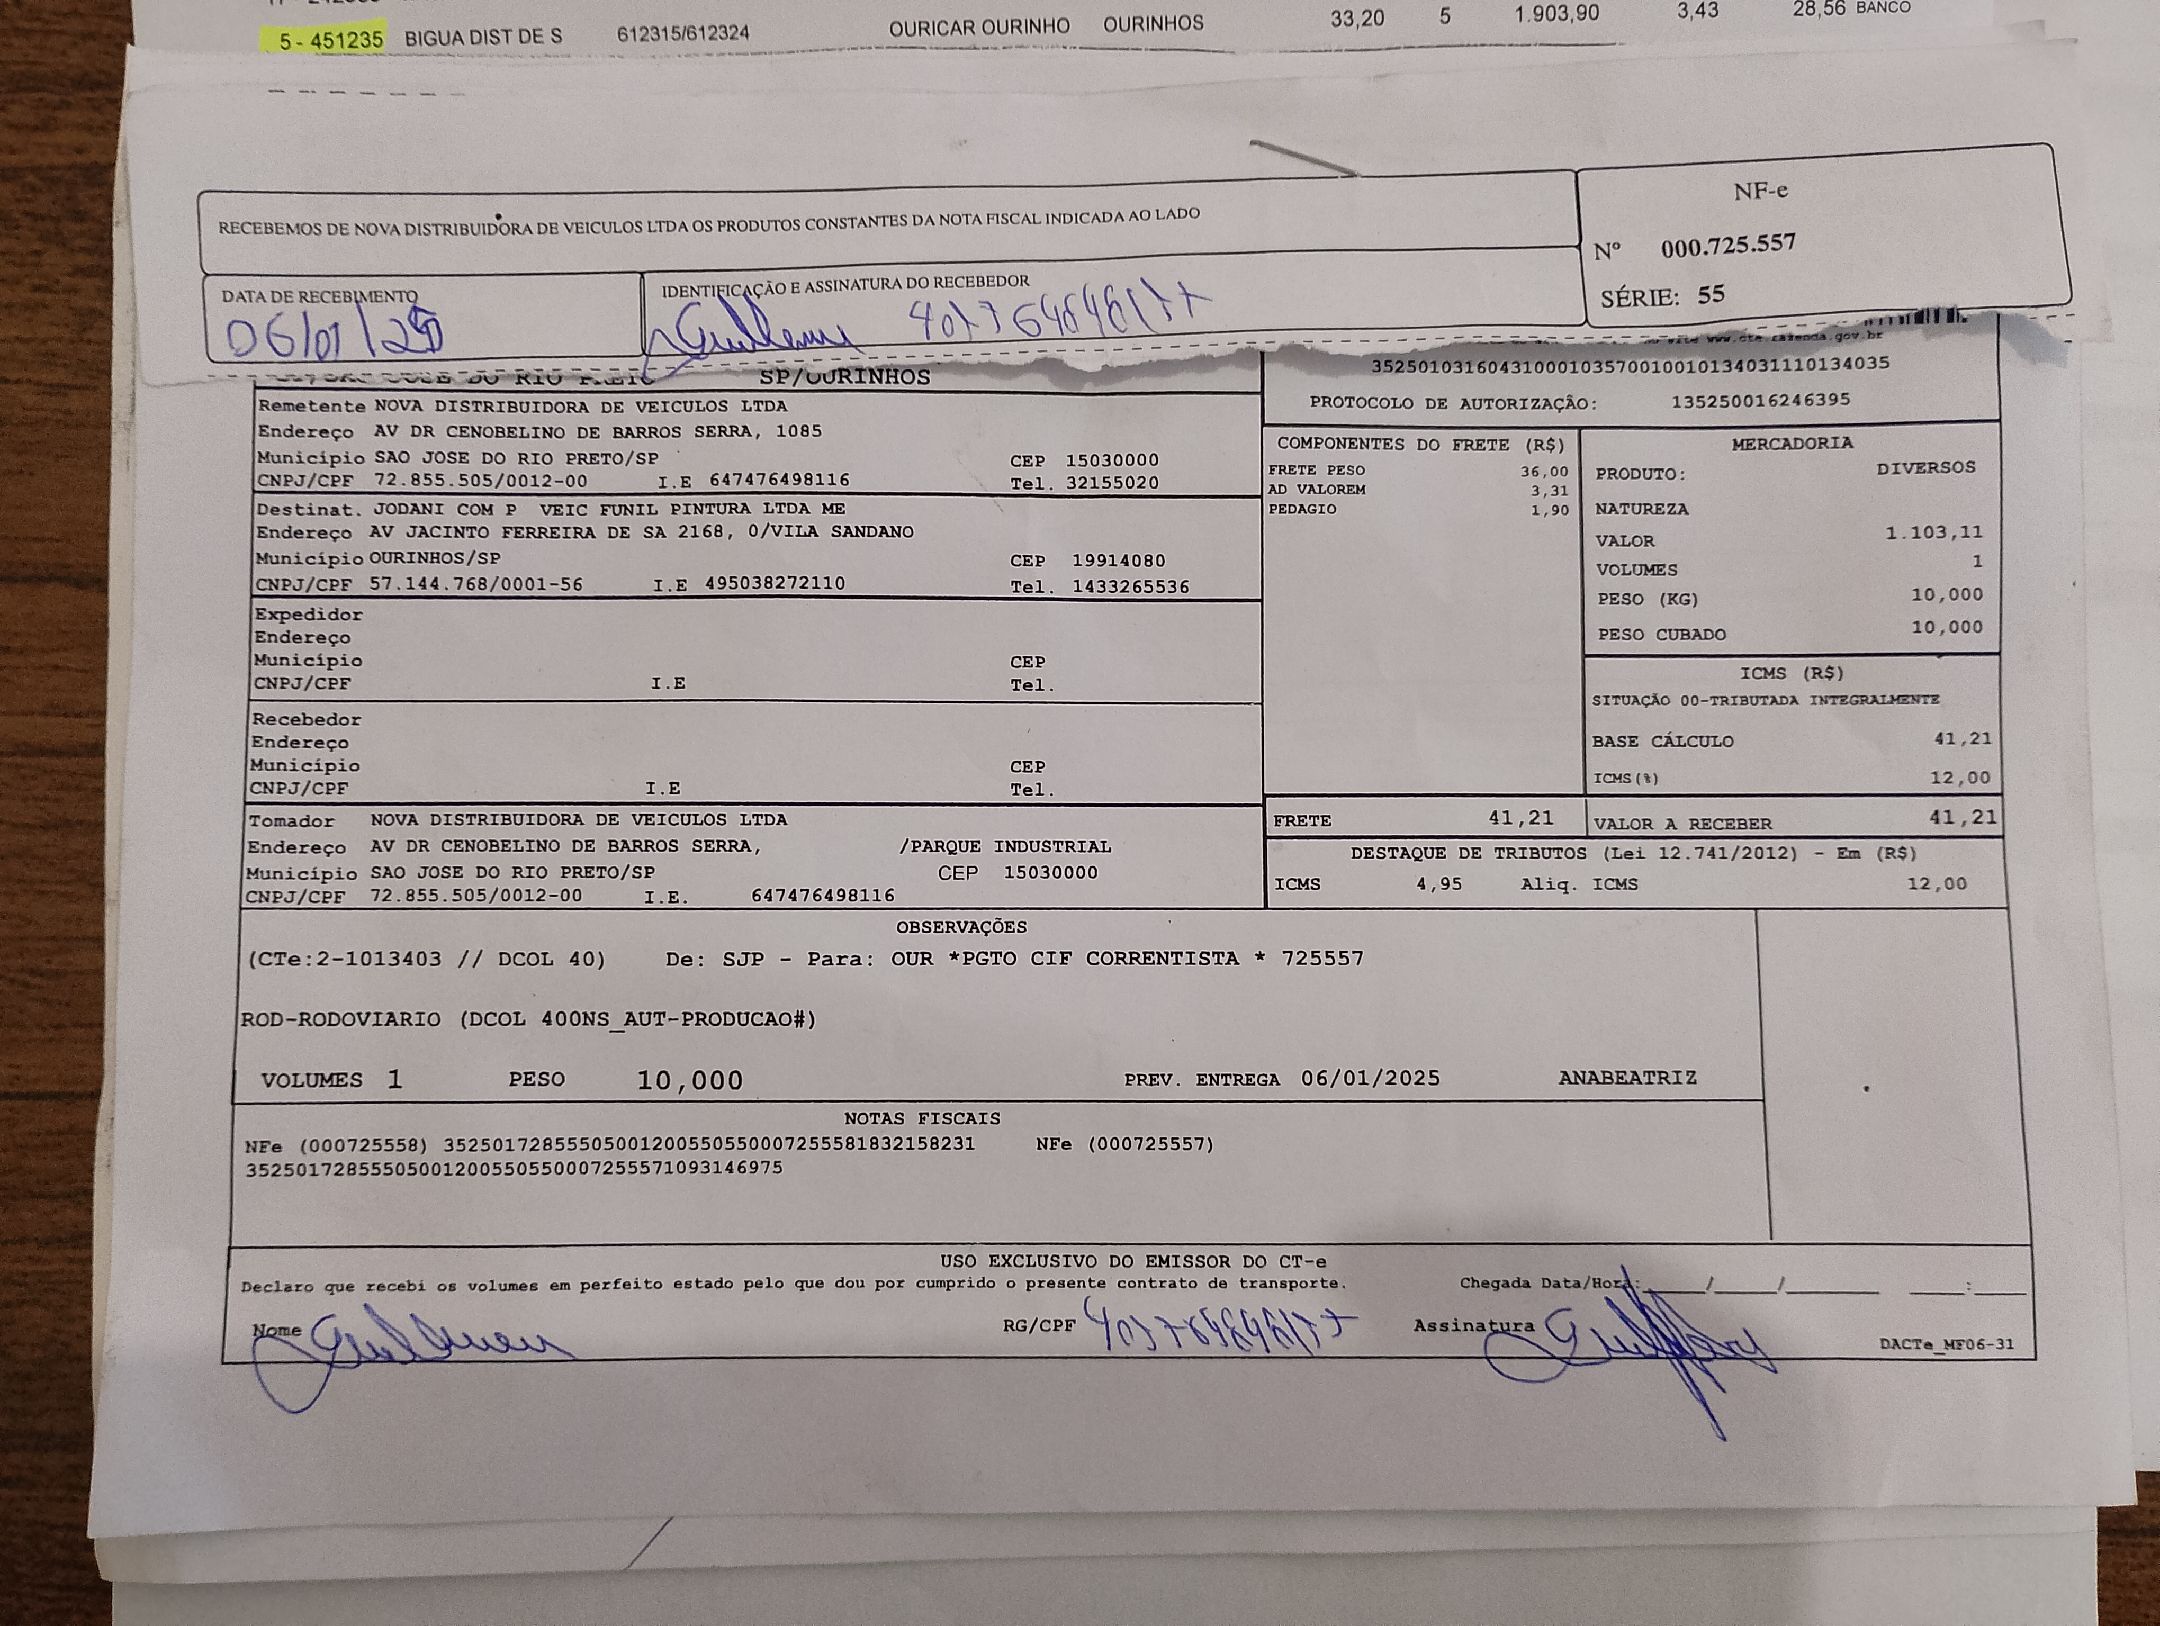 5 - 451235 BIGUA DIST DE S 612315/612324 OURICAR OURINHO OURINHOS 33,20 5 1.903,90 3,43 28,56 BANCO
RECEBEMOS DE NOVA DISTRIBUIDORA DE VEICULOS LTDA OS PRODUTOS CONSTANTES DA NOTA FISCAL INDICADA AO LADO
NF-e
Nº 000.725.557
SÉRIE: 55
DATA DE RECEBIMENTO
06/01/25
IDENTIFICAÇÃO E ASSINATURA DO RECEBEDOR
SP/OURINHOS
www.cte.fazenda.gov.br
35250103160431000103570010010134031110134035
PROTOCOLO DE AUTORIZAÇÃO: 135250016246395
Remetente NOVA DISTRIBUIDORA DE VEICULOS LTDA
Endereço AV DR CENOBELINO DE BARROS SERRA, 1085
Município SAO JOSE DO RIO PRETO/SP CEP 15030000
CNPJ/CPF 72.855.505/0012-00 I.E 647476498116 Tel. 32155020
Destinat. JODANI COM P VEIC FUNIL PINTURA LTDA ME
Endereço AV JACINTO FERREIRA DE SA 2168, 0/VILA SANDANO
Município OURINHOS/SP CEP 19914080
CNPJ/CPF 57.144.768/0001-56 I.E 495038272110 Tel. 1433265536
Expedidor
Endereço
Município CEP
CNPJ/CPF I.E Tel.
Recebedor
Endereço
Município CEP
CNPJ/CPF I.E Tel.
Tomador NOVA DISTRIBUIDORA DE VEICULOS LTDA
Endereço AV DR CENOBELINO DE BARROS SERRA, /PARQUE INDUSTRIAL
Município SAO JOSE DO RIO PRETO/SP CEP 15030000
CNPJ/CPF 72.855.505/0012-00 I.E. 647476498116
COMPONENTES DO FRETE (R$)
FRETE PESO 36,00
AD VALOREM 3,31
PEDAGIO 1,90
MERCADORIA
PRODUTO: DIVERSOS
NATUREZA
VALOR 1.103,11
VOLUMES 1
PESO (KG) 10,000
PESO CUBADO 10,000
ICMS (R$)
SITUAÇÃO 00-TRIBUTADA INTEGRALMENTE
BASE CÁLCULO 41,21
ICMS(%) 12,00
FRETE 41,21 VALOR A RECEBER 41,21
DESTAQUE DE TRIBUTOS (Lei 12.741/2012) - Em (R$)
ICMS 4,95 Aliq. ICMS 12,00
OBSERVAÇÕES
(CTe:2-1013403 // DCOL 40) De: SJP - Para: OUR *PGTO CIF CORRENTISTA * 725557
ROD-RODOVIARIO (DCOL 400NS_AUT-PRODUCAO#)
VOLUMES 1 PESO 10,000 PREV. ENTREGA 06/01/2025 ANABEATRIZ
NOTAS FISCAIS
NFe (000725558) 35250172855505001200550550007255581832158231 NFe (000725557)
35250172855505001200550550007255571093146975
USO EXCLUSIVO DO EMISSOR DO CT-e
Declaro que recebi os volumes em perfeito estado pelo que dou por cumprido o presente contrato de transporte. Chegada Data/Hora: ____/____/______ ___:___
Nome RG/CPF Assinatura
DACTe_MF06-31